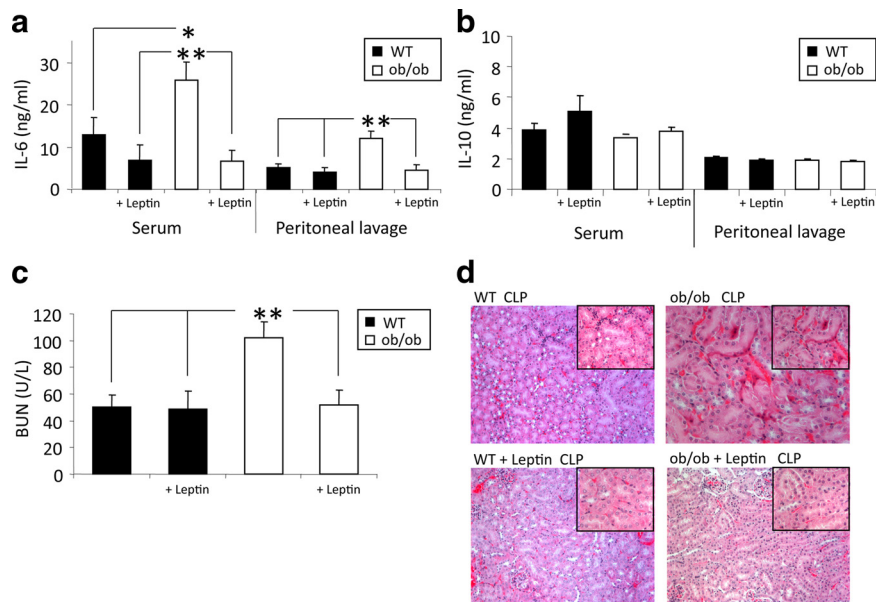 a
IL-6 (ng/ml)
30
20
10
0
*
**
**
WT
ob/ob
+ Leptin
+ Leptin
+ Leptin
+ Leptin
Serum
Peritoneal lavage
b
IL-10 (ng/ml)
10
8
6
4
2
0
WT
ob/ob
+ Leptin
+ Leptin
+ Leptin
+ Leptin
Serum
Peritoneal lavage
c
BUN (U/L)
120
100
80
60
40
20
0
**
WT
ob/ob
+ Leptin
+ Leptin
d
WT CLP
ob/ob CLP
WT + Leptin CLP
ob/ob + Leptin CLP